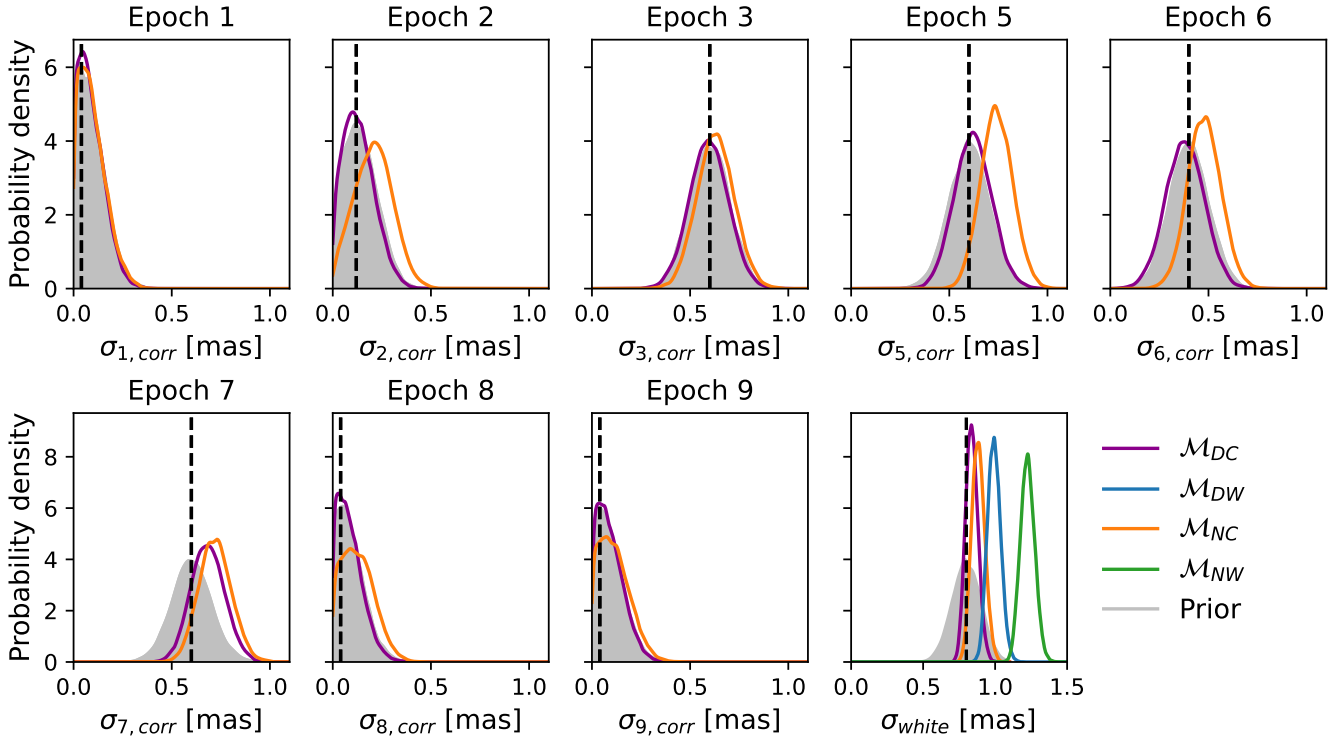 Epoch 1 Epoch 2 Epoch 3 Epoch 5 Epoch 6
Probability density
6
4
2
0
0.0 0.5 1.0 0.0 0.5 1.0 0.0 0.5 1.0 0.0 0.5 1.0 0.0 0.5 1.0
σ1,corr [mas] σ2,corr [mas] σ3,corr [mas] σ5,corr [mas] σ6,corr [mas]
Epoch 7 Epoch 8 Epoch 9
Probability density
8
6
4
2
0
0.0 0.5 1.0 0.0 0.5 1.0 0.0 0.5 1.0 0.0 0.5 1.0 1.5
σ7,corr [mas] σ8,corr [mas] σ9,corr [mas] σwhite [mas]
ℳDC
ℳDW
ℳNC
ℳNW
Prior